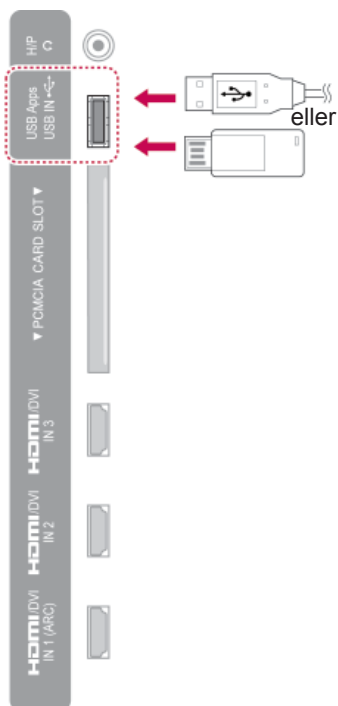 H/P
USB Apps
USB IN
eller
▼ PCMCIA CARD SLOT ▼
HDMI/DVI
IN 3
HDMI/DVI
IN 2
HDMI/DVI
IN 1 (ARC)